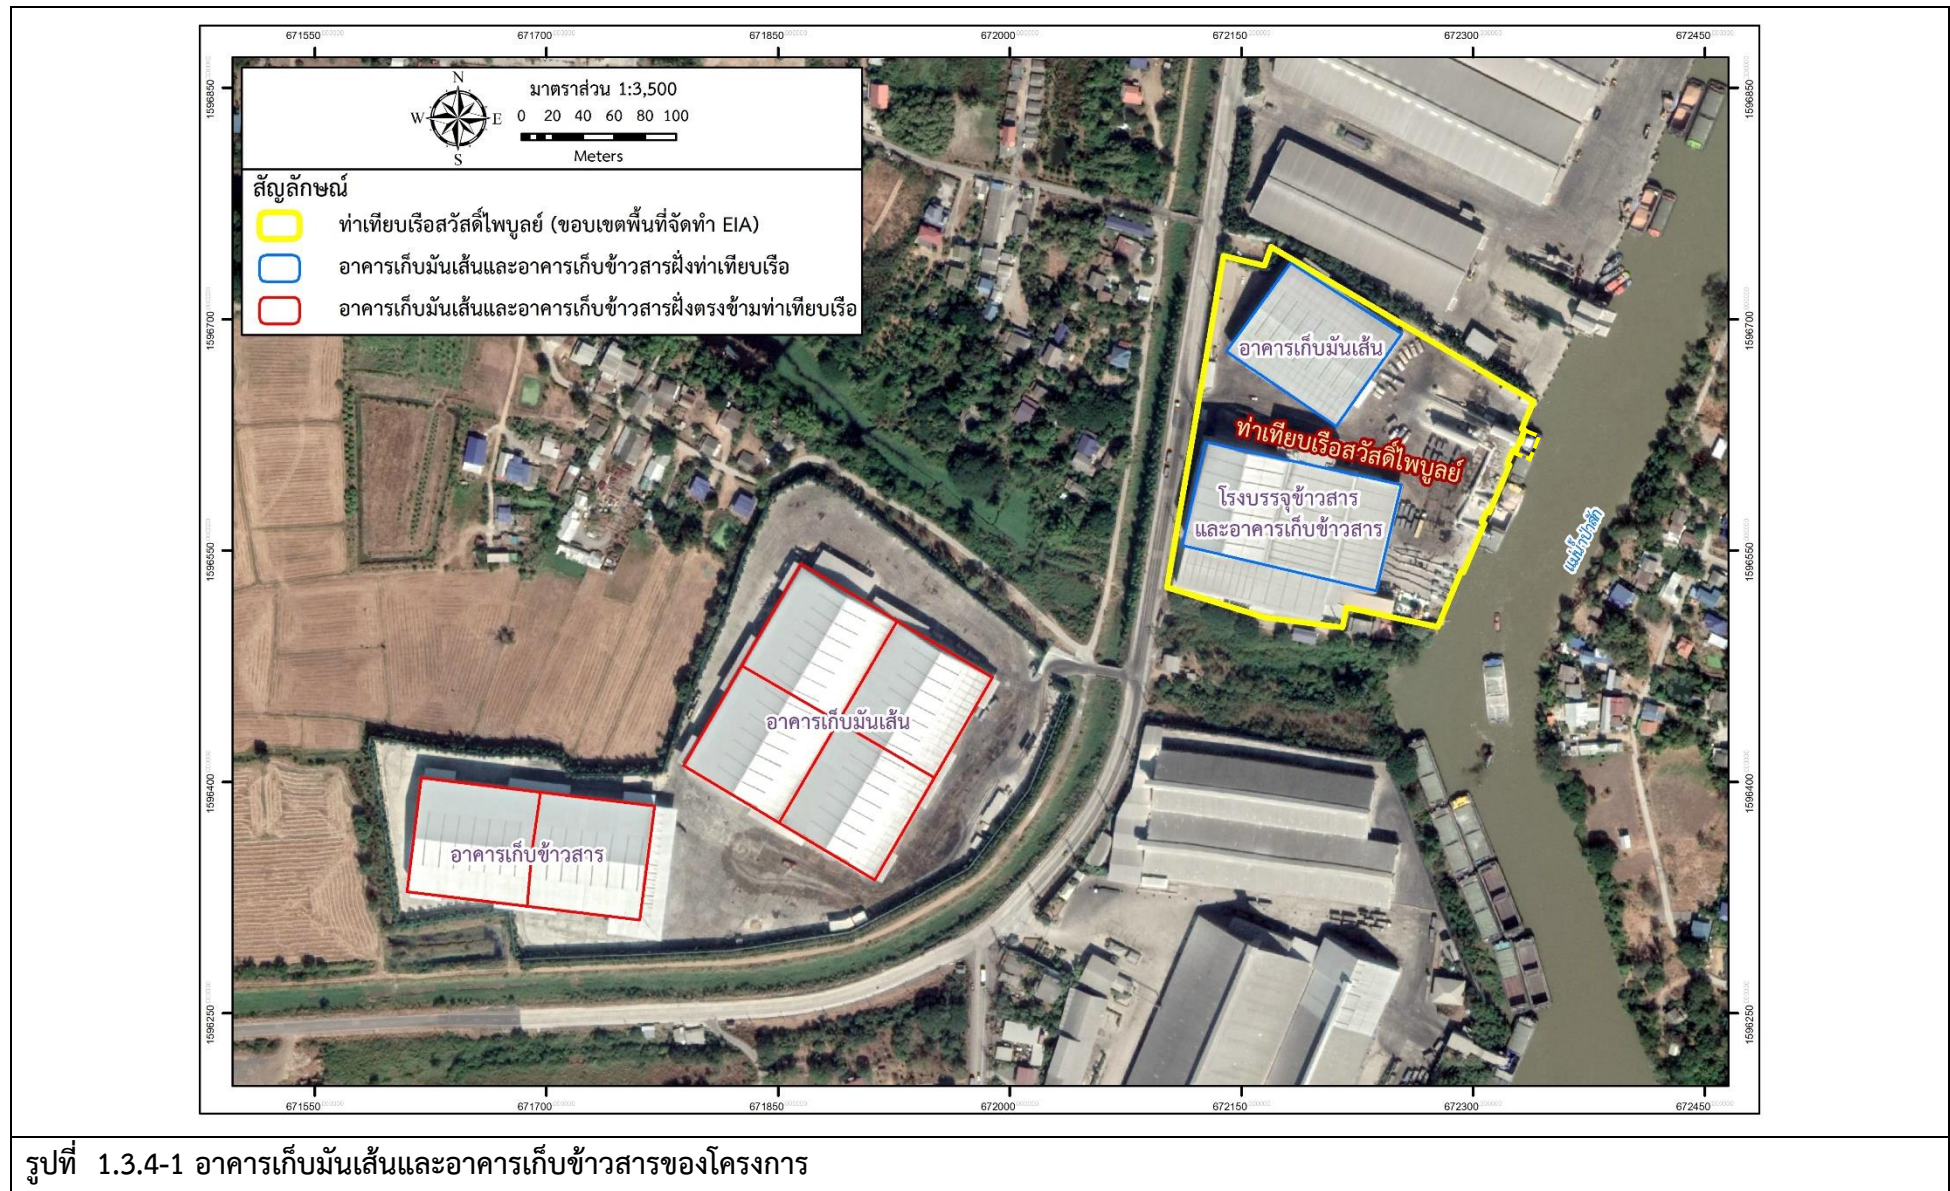 671550 671700 671850 672000 672150 672300 672450
1596850 1596850
N
W E
S
มาตราส่วน 1:3,500
0 20 40 60 80 100
Meters
สัญลักษณ์
ท่าเทียบเรือสวัสดิ์ไพบูลย์ (ขอบเขตพื้นที่จัดทำ EIA)
อาคารเก็บมันเส้นและอาคารเก็บข้าวสารฝั่งท่าเทียบเรือ
อาคารเก็บมันเส้นและอาคารเก็บข้าวสารฝั่งตรงข้ามท่าเทียบเรือ
1596700 1596700
อาคารเก็บมันเส้น
ท่าเทียบเรือสวัสดิ์ไพบูลย์
โรงบรรจุข้าวสาร
และอาคารเก็บข้าวสาร
แม่น้ำป่าสัก
1596550 1596550
อาคารเก็บมันเส้น
1596400 1596400
อาคารเก็บข้าวสาร
1596250 1596250
671550 671700 671850 672000 672150 672300 672450
รูปที่ 1.3.4-1 อาคารเก็บมันเส้นและอาคารเก็บข้าวสารของโครงการ